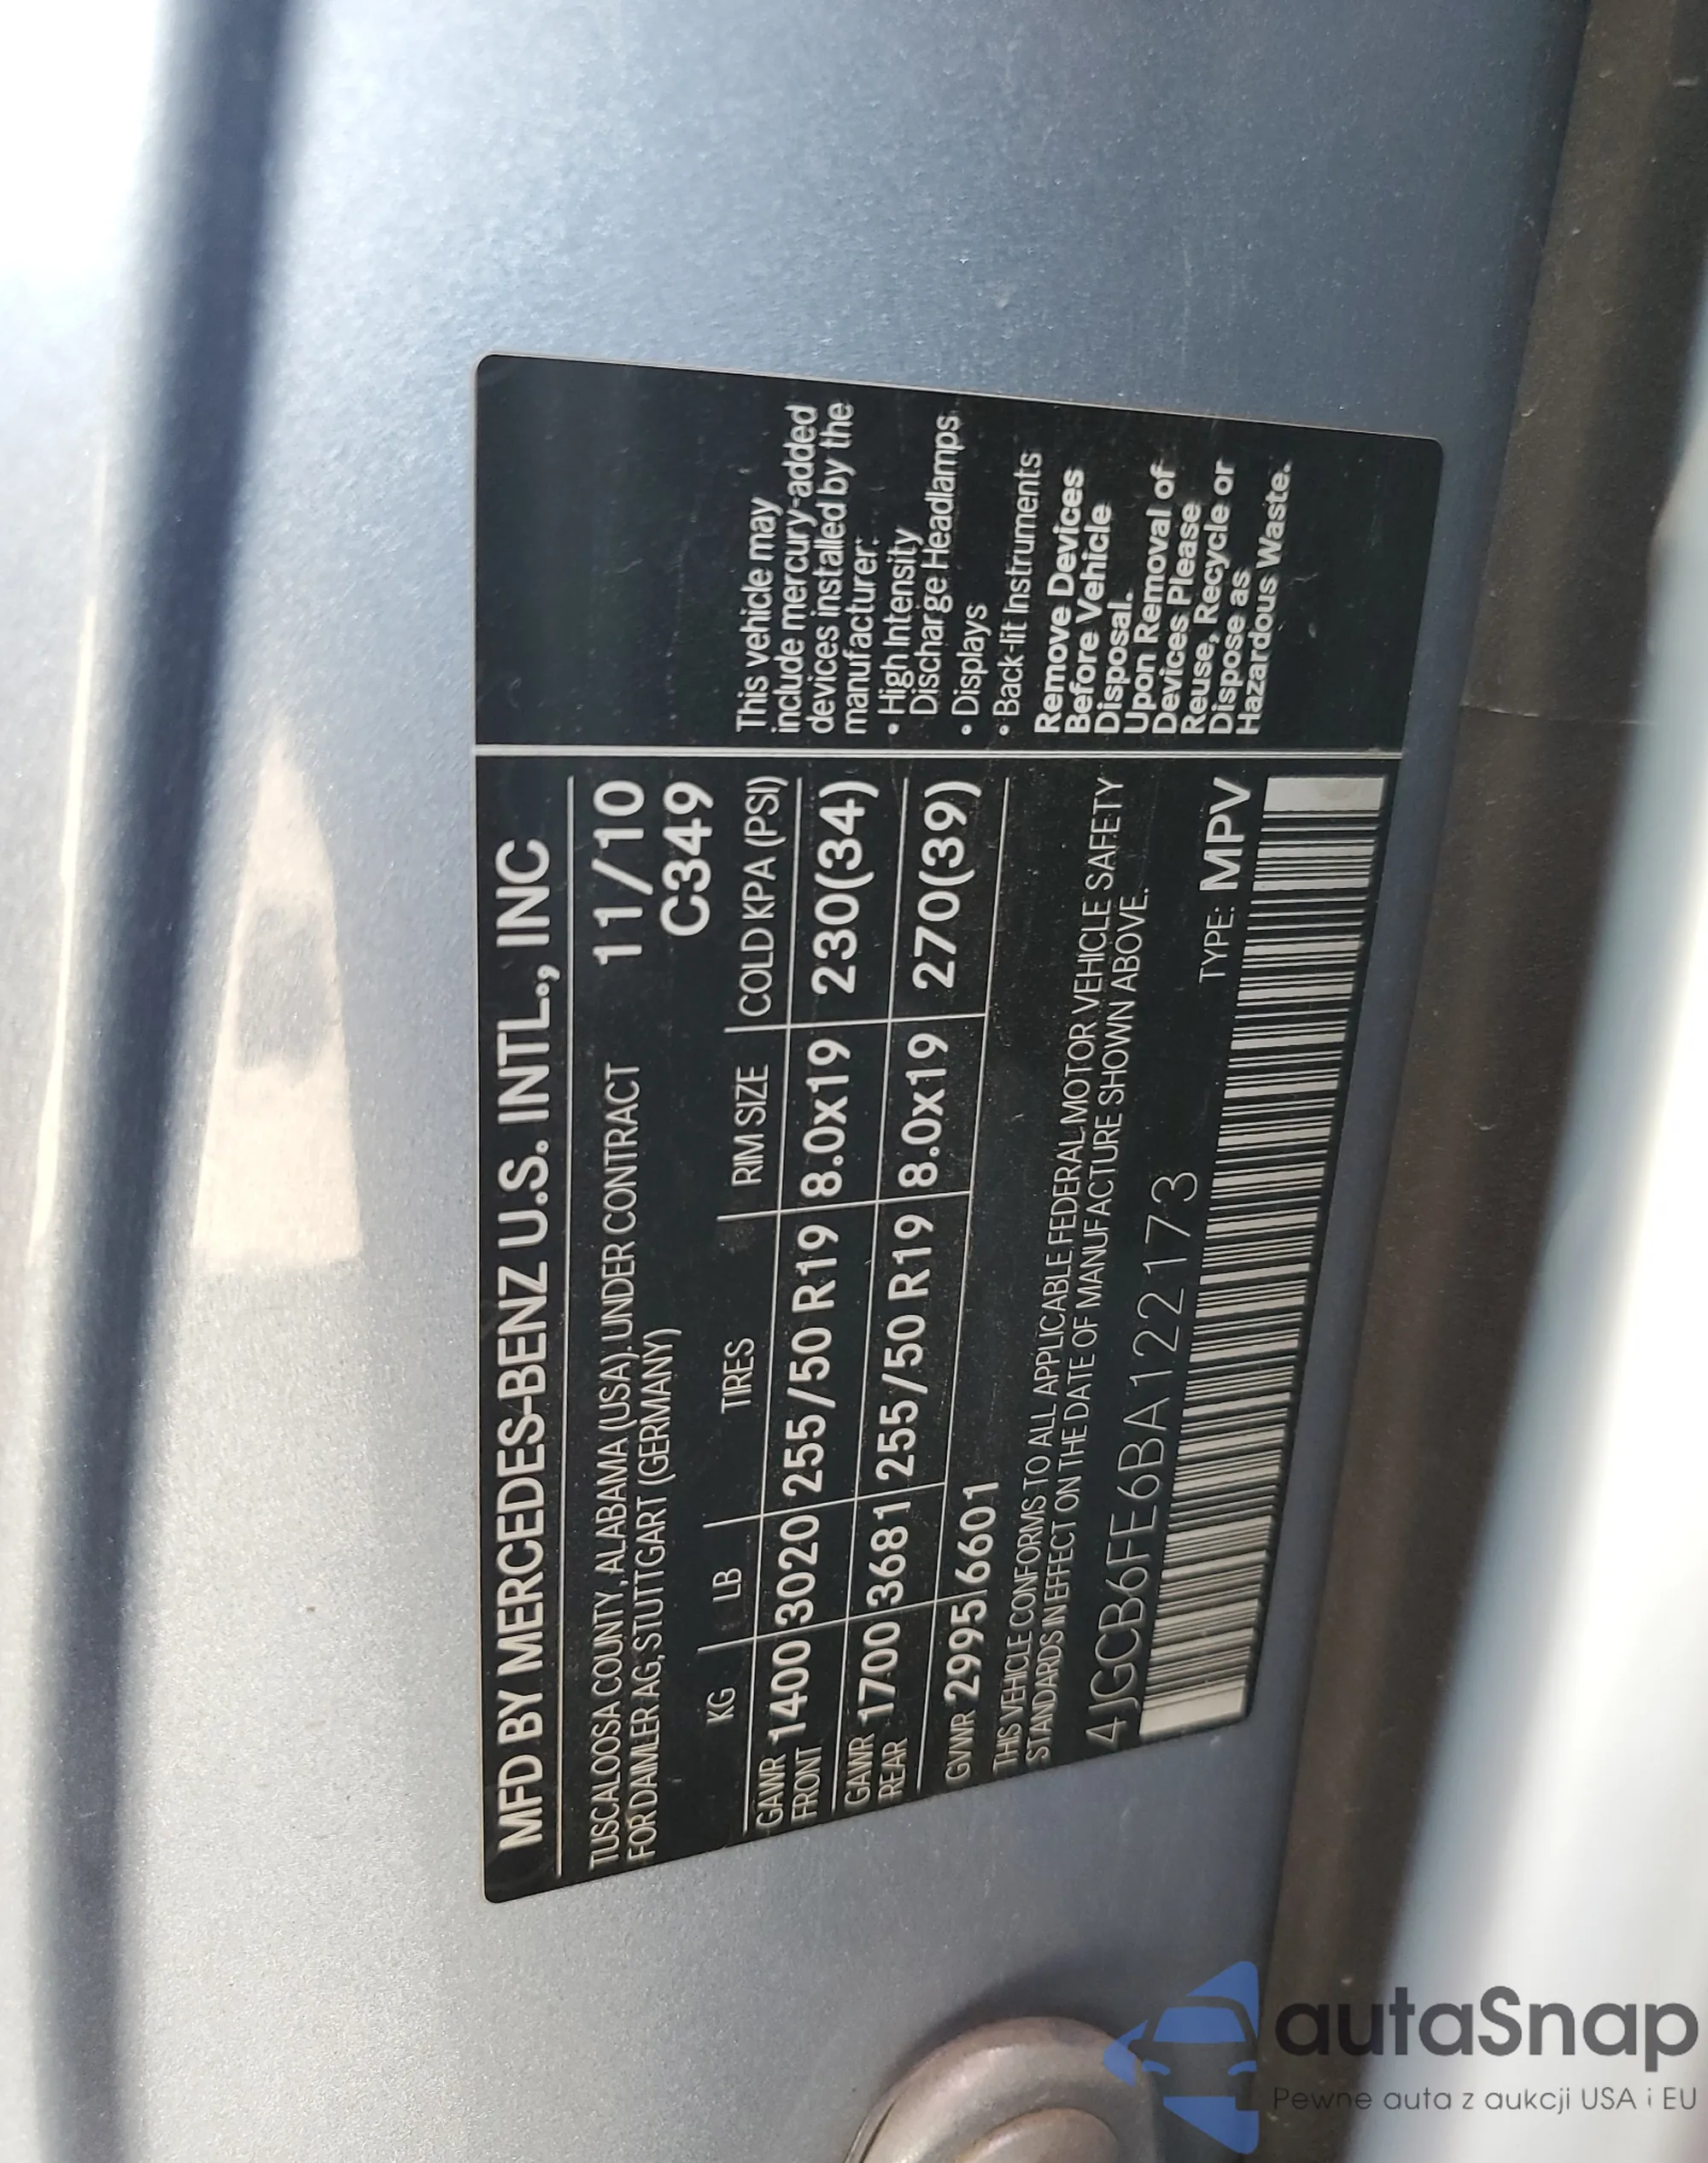 MFD BY MERCEDES-BENZ U.S. INTL., INC
TUSCALOOSA COUNTY, ALABAMA (USA). UNDER CONTRACT 11/10
FOR DAIMLER AG, STUTTGART (GERMANY) C349
KG LB TIRES RIM SIZE COLD KPA (PSI)
GAWR FRONT 1400 3020 255/50 R19 8.0x19 230(34)
GAWR REAR 1700 3681 255/50 R19 8.0x19 270(39)
GVWR 2995 6601
THIS VEHICLE CONFORMS TO ALL APPLICABLE FEDERAL MOTOR VEHICLE SAFETY
STANDARDS IN EFFECT ON THE DATE OF MANUFACTURE SHOWN ABOVE.
4JGCB6FE6BA122173 TYPE: MPV
This vehicle may
include mercury-added
devices installed by the
manufacturer:
• High Intensity
Discharge Headlamps
• Displays
• Back-lit Instruments
Remove Devices
Before Vehicle
Disposal.
Upon Removal of
Devices Please
Reuse, Recycle or
Dispose as
Hazardous Waste.
autaSnap
Pewne auta z aukcji USA i EU